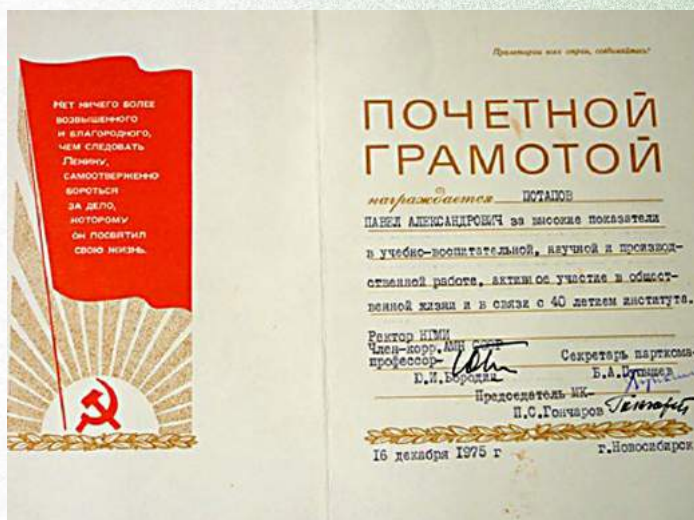 НЕТ НИЧЕГО БОЛЕЕ
ВОЗВЫШЕННОГО
И БЛАГОРОДНОГО,
ЧЕМ СЛЕДОВАТЬ
ЛЕНИНУ,
САМООТВЕРЖЕННО
БОРОТЬСЯ
ЗА ДЕЛО,
КОТОРОМУ
ОН ПОСВЯТИЛ
СВОЮ ЖИЗНЬ.
Пролетарии всех стран, соединяйтесь!
ПОЧЕТНОЙ
ГРАМОТОЙ
награждается ПОТАПОВ
ПАВЕЛ АЛЕКСАНДРОВИЧ за высокие показатели
в учебно-воспитательной, научной и производ-
ственной работе, активное участие в общест-
венной жизни и в связи с 40 летием института.
Ректор НГМИ
Член-корр. АМН СССР
профессор- Секретарь парткома
Ю.И.Бородин Б.А.
Председатель МК-
П.С.Гончаров
16 декабря 1975 г г.Новосибирск